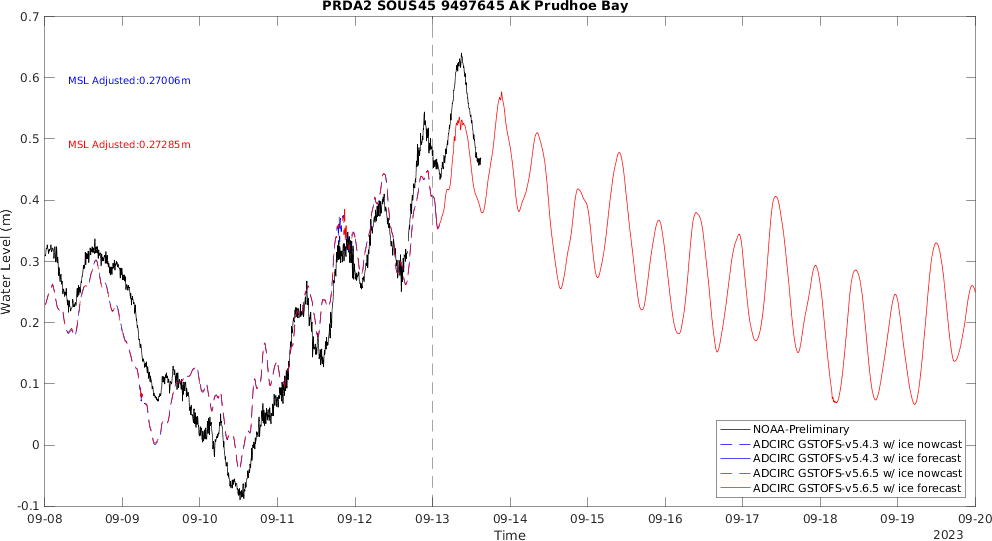 PRDA2 SOUS45 9497645 AK Prudhoe Bay
0.7
0.6
0.5
0.4
0.3
0.2
0.1
0
-0.1
Water Level (m)
MSL Adjusted:0.27006m
MSL Adjusted:0.27285m
NOAA-Preliminary
ADCIRC GSTOFS-v5.4.3 w/ ice nowcast
ADCIRC GSTOFS-v5.4.3 w/ ice forecast
ADCIRC GSTOFS-v5.6.5 w/ ice nowcast
ADCIRC GSTOFS-v5.6.5 w/ ice forecast
09-08 09-09 09-10 09-11 09-12 09-13 09-14 09-15 09-16 09-17 09-18 09-19 09-20
Time
2023